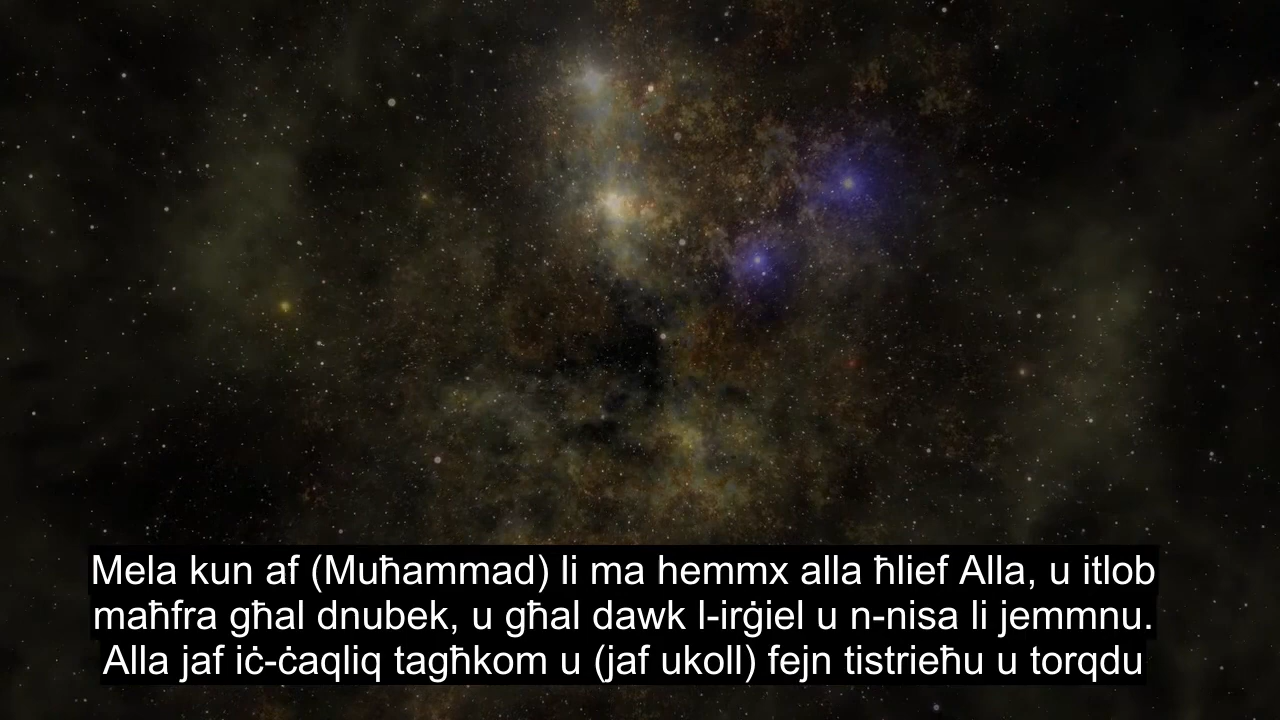 Mela kun af (Muħammad) li ma hemmx alla ħlief Alla, u itlob
maħfra għal dnubek, u għal dawk l-irġiel u n-nisa li jemmnu.
Alla jaf iċ-ċaqliq tagħkom u (jaf ukoll) fejn tistrieħu u torqdu